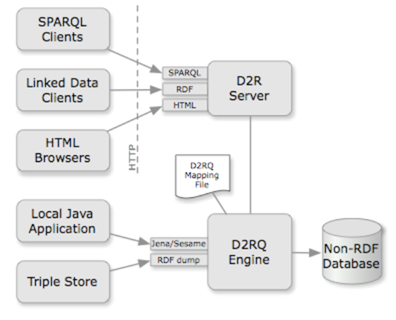 SPARQL
Clients
Linked Data
Clients
HTML
Browsers
HTTP
SPARQL
RDF
HTML
D2R
Server
D2RQ
Mapping
File
Local Java
Application
Triple Store
Jena/Sesame
RDF dump
D2RQ
Engine
Non-RDF
Database